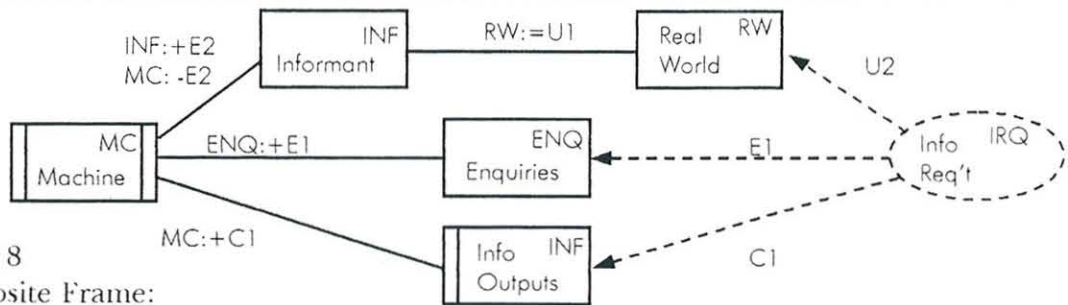 INF:+E2
MC: -E2
INF
Informant
RW:=U1
Real RW
World
U2
MC
Machine
ENQ:+E1
ENQ
Enquiries
E1
Info IRQ
Req't
MC:+C1
Info INF
Outputs
C1
8
osite Frame: